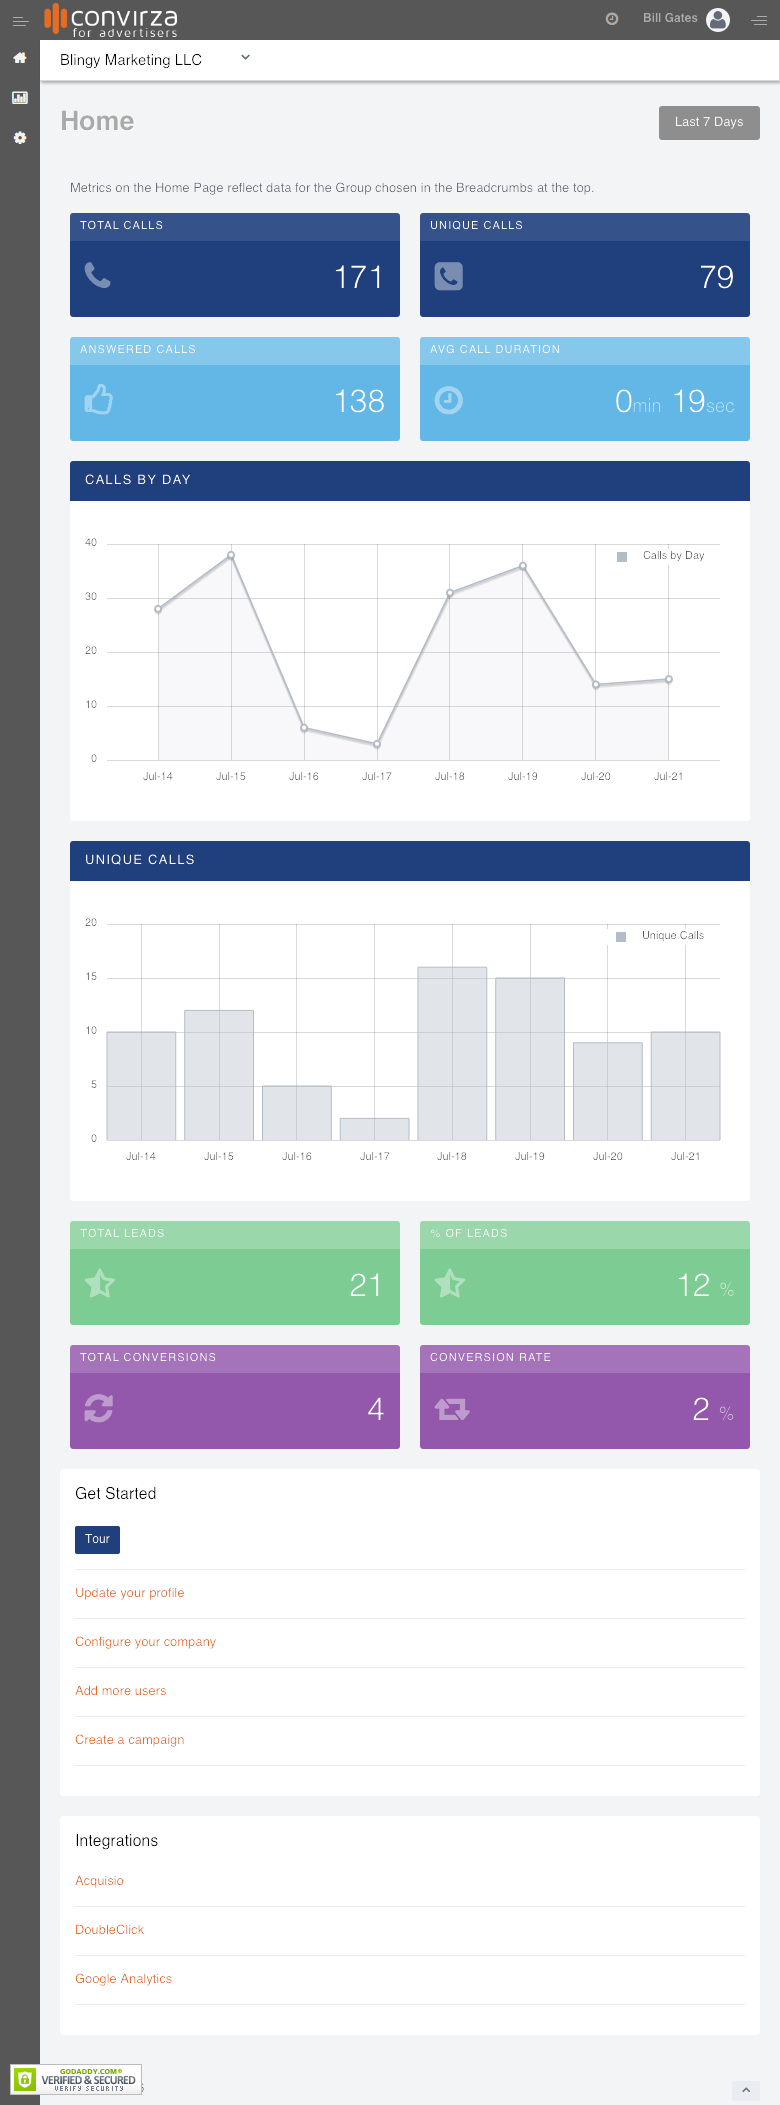 convirza
for advertisers
Bill Gates
Blingy Marketing LLC
Home
Last 7 Days
Metrics on the Home Page reflect data for the Group chosen in the Breadcrumbs at the top.
TOTAL CALLS
171
UNIQUE CALLS
79
ANSWERED CALLS
138
AVG CALL DURATION
0min 19sec
CALLS BY DAY
Calls by Day
40
30
20
10
0
Jul-14 Jul-15 Jul-16 Jul-17 Jul-18 Jul-19 Jul-20 Jul-21
UNIQUE CALLS
Unique Calls
20
15
10
5
0
Jul-14 Jul-15 Jul-16 Jul-17 Jul-18 Jul-19 Jul-20 Jul-21
TOTAL LEADS
21
% OF LEADS
12 %
TOTAL CONVERSIONS
4
CONVERSION RATE
2 %
Get Started
Tour
Update your profile
Configure your company
Add more users
Create a campaign
Integrations
Acquisio
DoubleClick
Google Analytics
GODADDY.COM®
VERIFIED & SECURED
VERIFY SECURITY